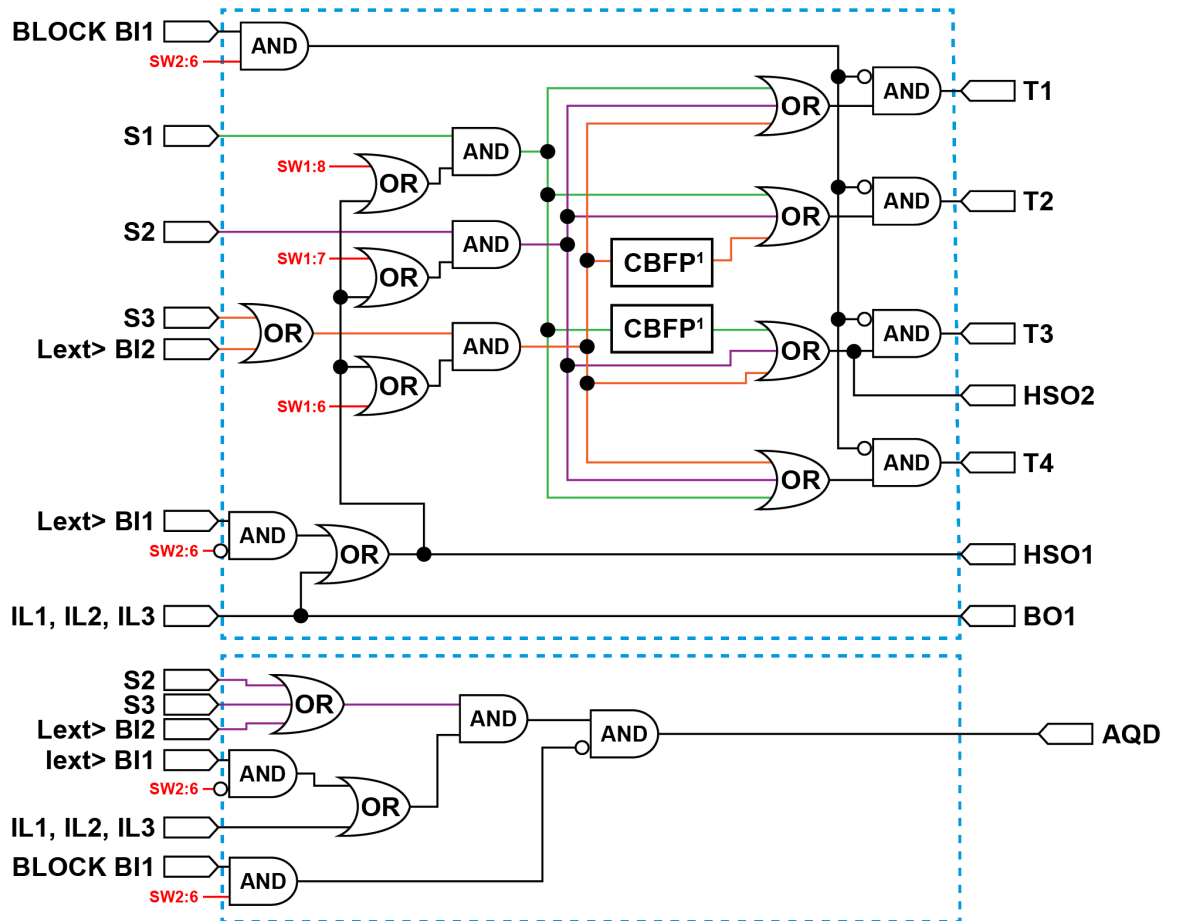 BLOCK BI1
SW2:6
AND
S1
SW1:8
OR
AND
S2
SW1:7
OR
AND
S3
Lext> BI2
OR
SW1:6
OR
AND
CBFP¹
CBFP¹
OR
AND
T1
OR
AND
T2
OR
AND
T3
HSO2
OR
AND
T4
Lext> BI1
SW2:6
AND
OR
HSO1
IL1, IL2, IL3
BO1
S2
S3
Lext> BI2
OR
AND
AND
AQD
Iext> BI1
SW2:6
AND
OR
IL1, IL2, IL3
BLOCK BI1
SW2:6
AND